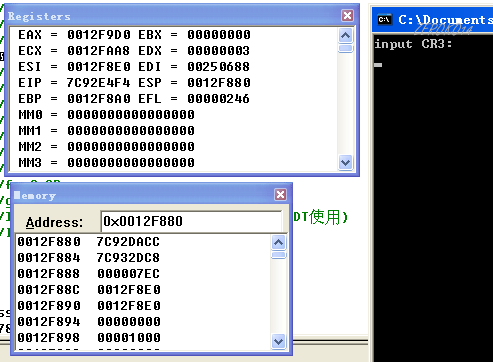 Registers
EAX = 0012F9D0 EBX = 00000000
ECX = 0012FAA8 EDX = 00000003
ESI = 0012F8E0 EDI = 00250688
EIP = 7C92E4F4 ESP = 0012F880
EBP = 0012F8A0 EFL = 00000246
MM0 = 0000000000000000
MM1 = 0000000000000000
MM2 = 0000000000000000
MM3 = 0000000000000000
C:\Documents
input CR3:
Memory
Address: 0x0012F880
0012F880 7C92DACC
0012F884 7C932DC8
0012F888 000007EC
0012F88C 0012F8E0
0012F890 0012F8E0
0012F894 00000000
0012F898 00001000
DT使用)